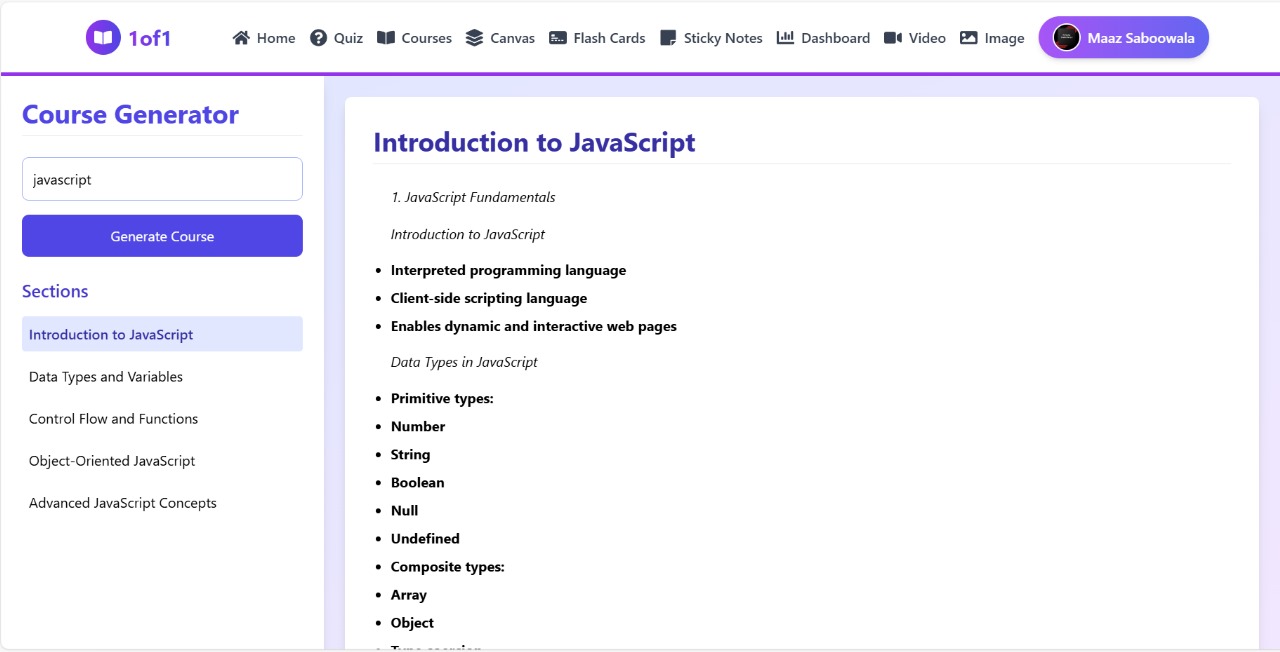 1of1
Home Quiz Courses Canvas Flash Cards Sticky Notes Dashboard Video Image Maaz Saboowala
Course Generator
javascript
Generate Course
Sections
Introduction to JavaScript
Data Types and Variables
Control Flow and Functions
Object-Oriented JavaScript
Advanced JavaScript Concepts
Introduction to JavaScript
1. JavaScript Fundamentals
Introduction to JavaScript
• Interpreted programming language
• Client-side scripting language
• Enables dynamic and interactive web pages
Data Types in JavaScript
• Primitive types:
• Number
• String
• Boolean
• Null
• Undefined
• Composite types:
• Array
• Object